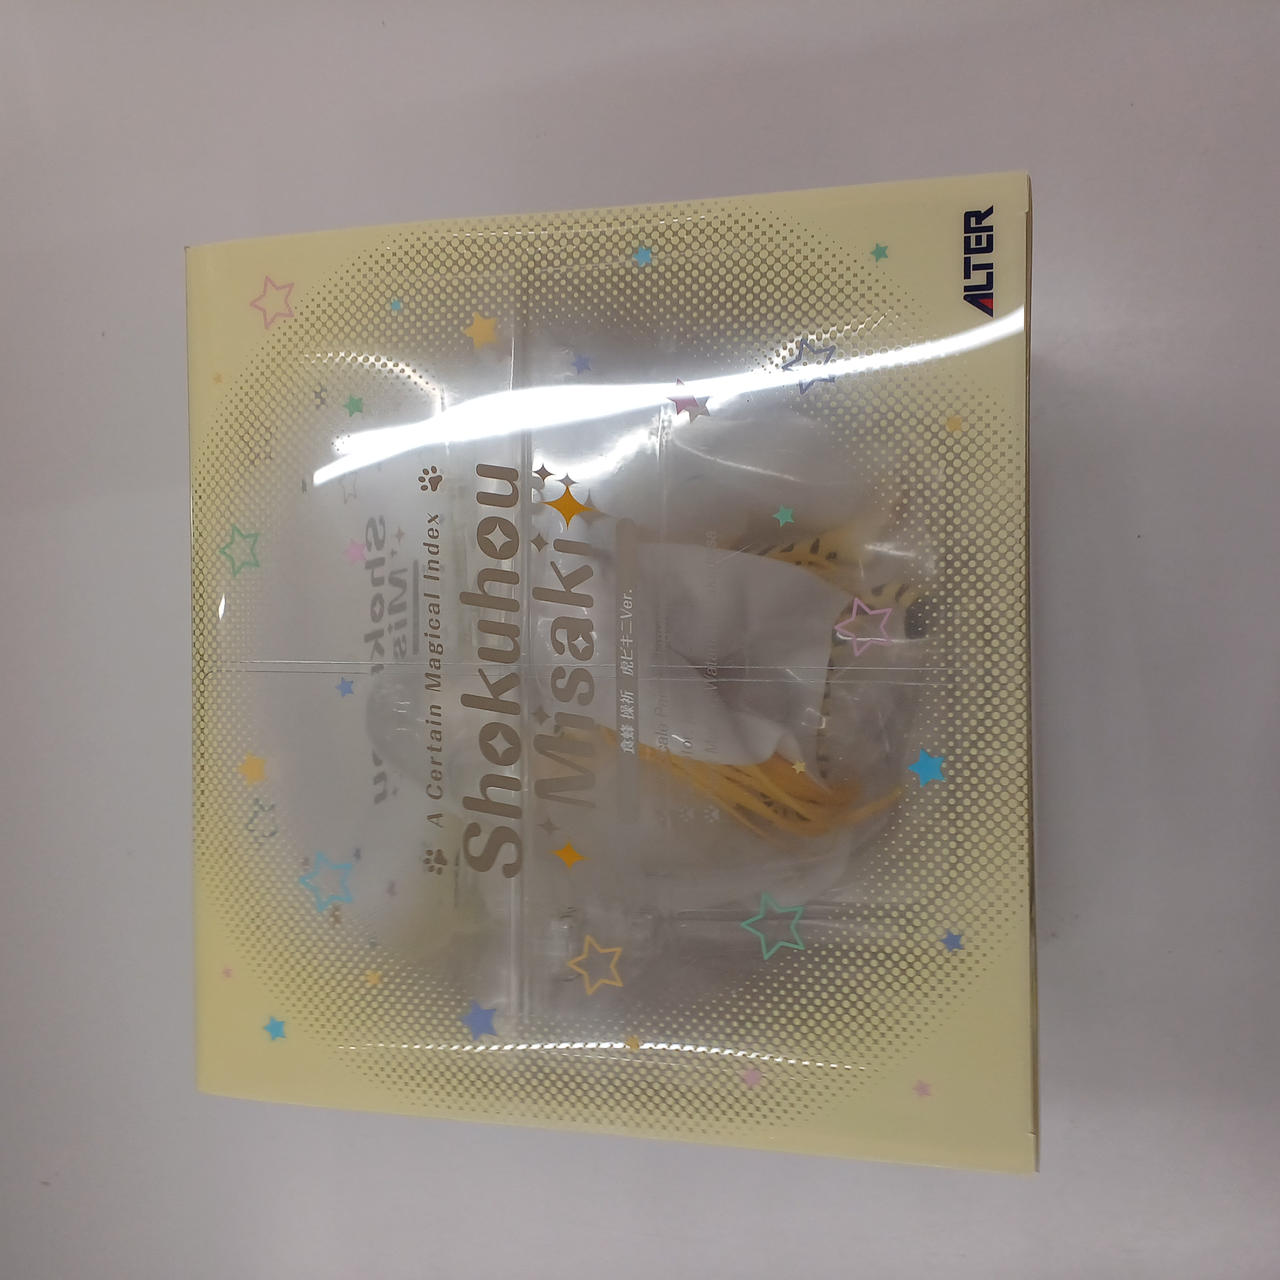 A Certain Magical Index
Shokuhou
Misaki
食蜂 操祈 虎ビキニVer.
ALTER